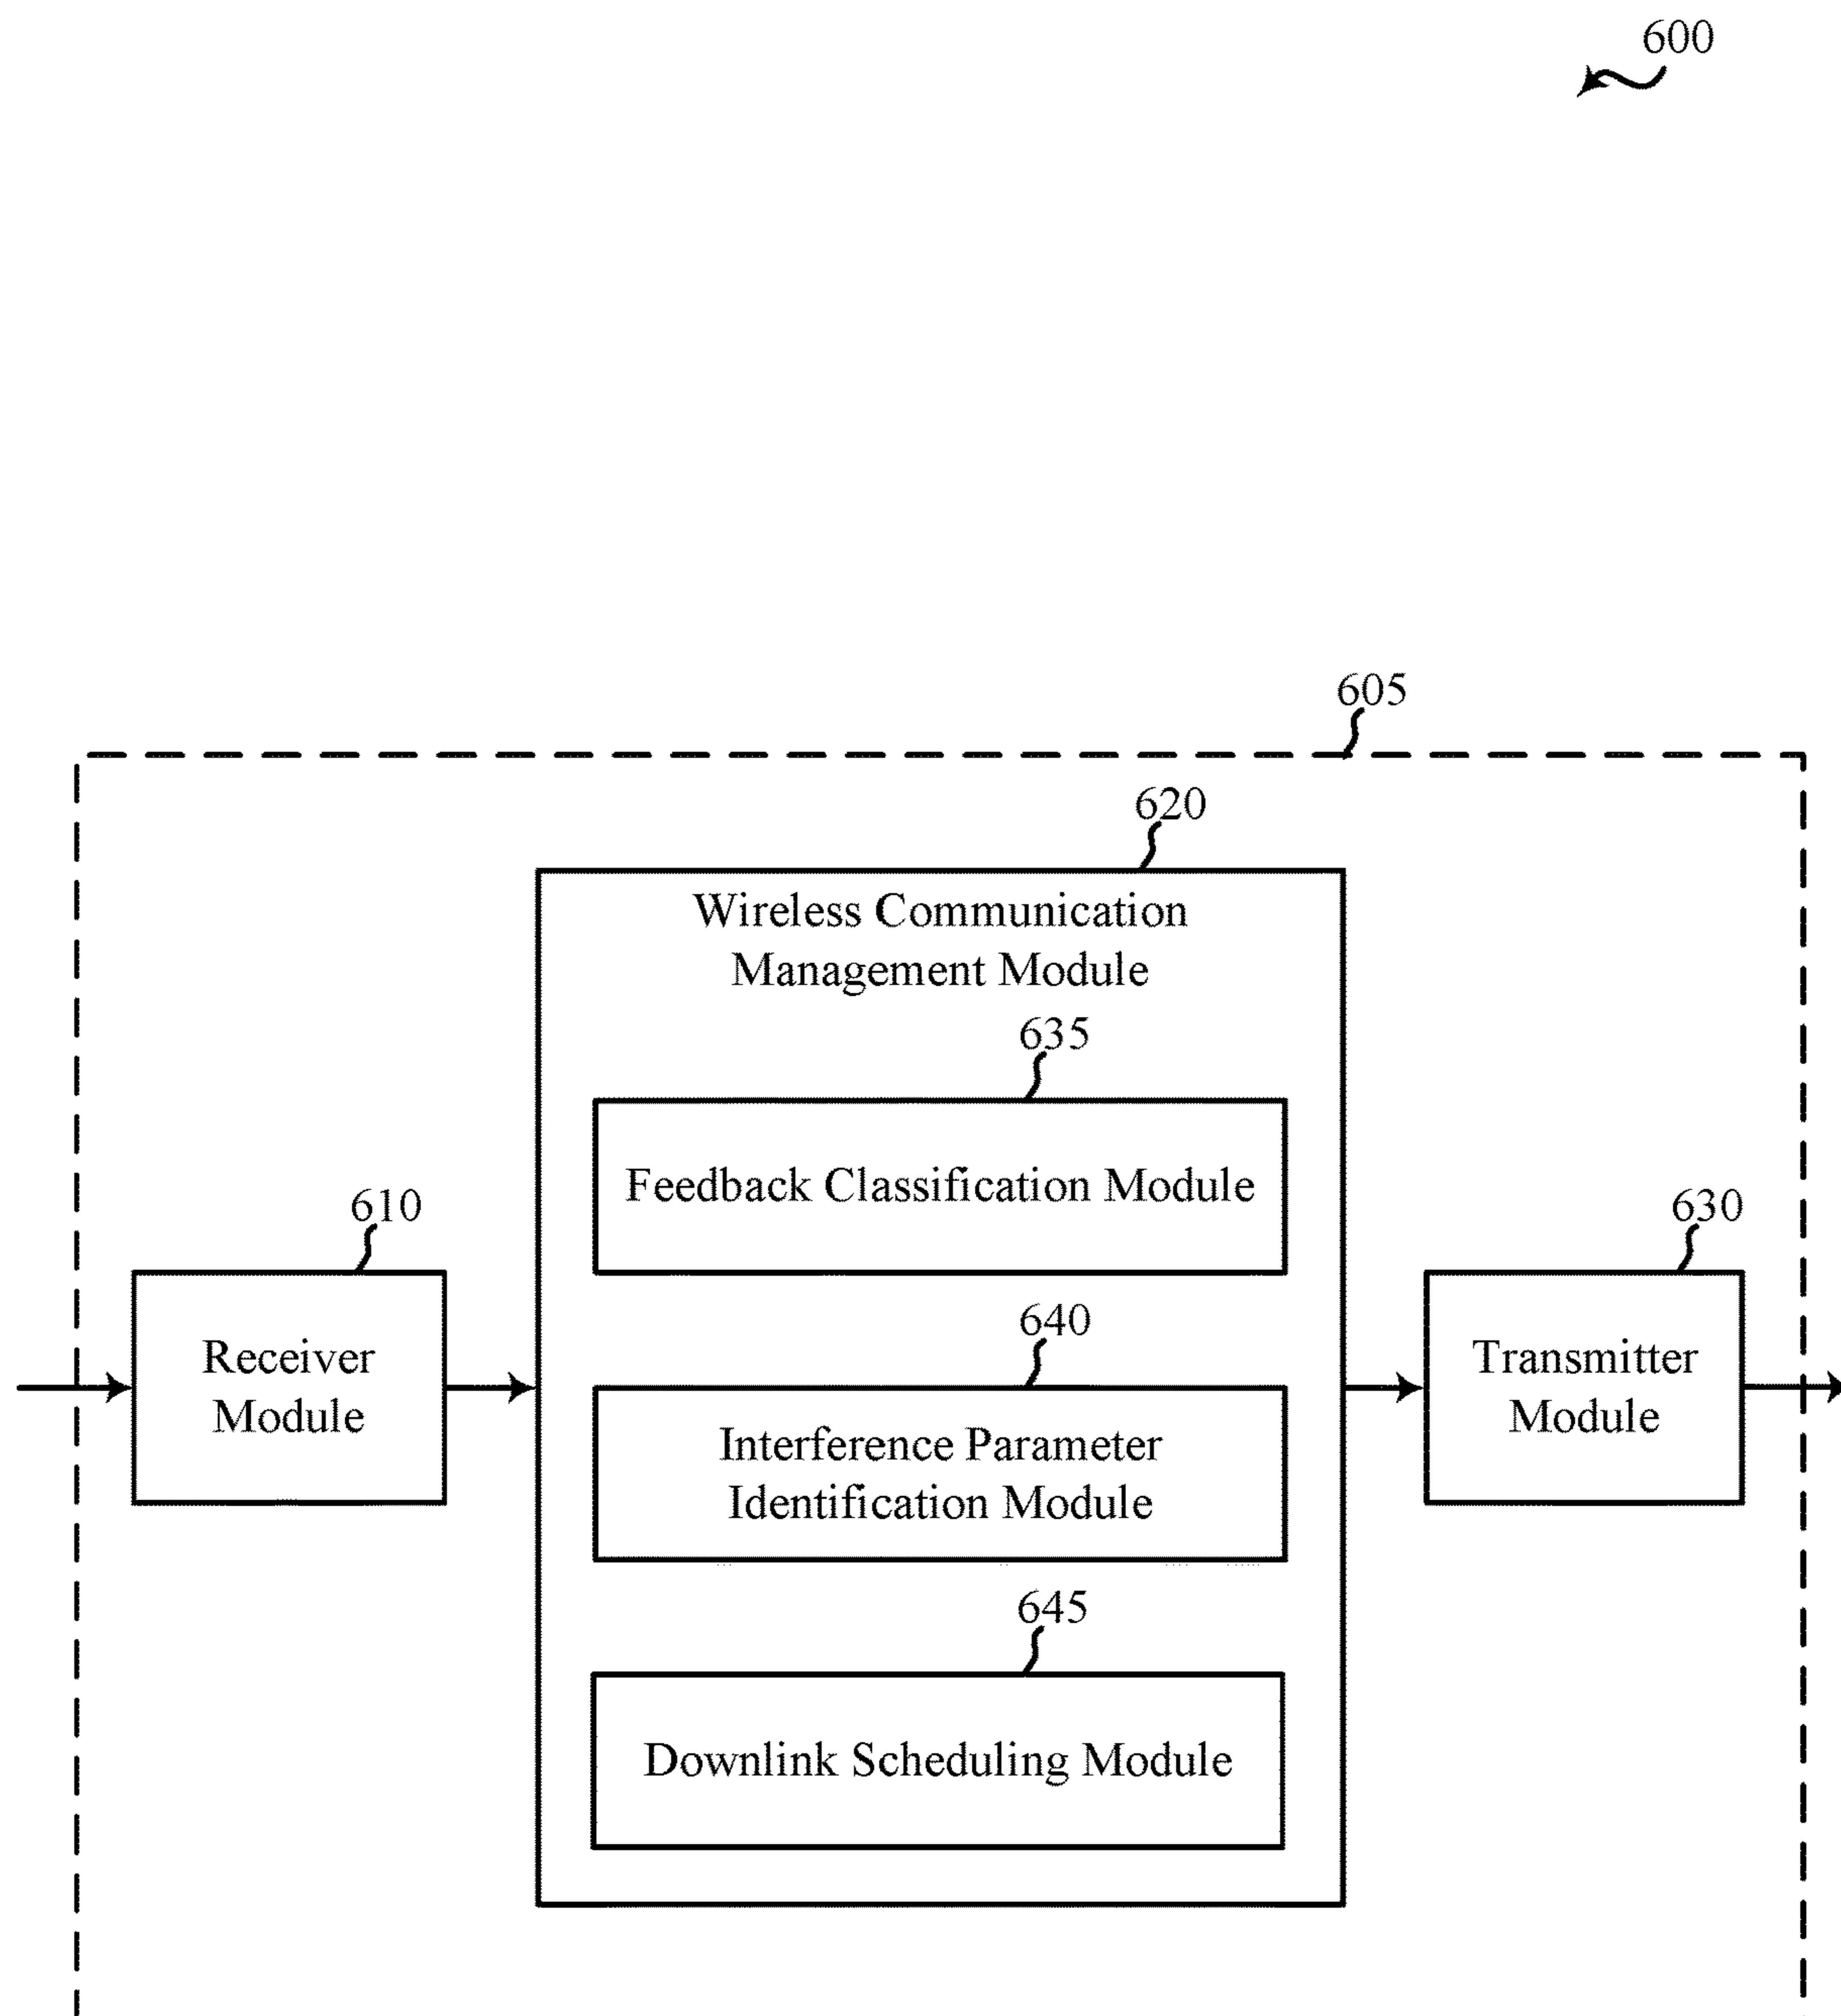 600
605
620
Wireless Communication
Management Module
635
Feedback Classification Module
610
630
640
Receiver
Module
Transmitter
Module
Interference Parameter
Identification Module
645
Downlink Scheduling Module